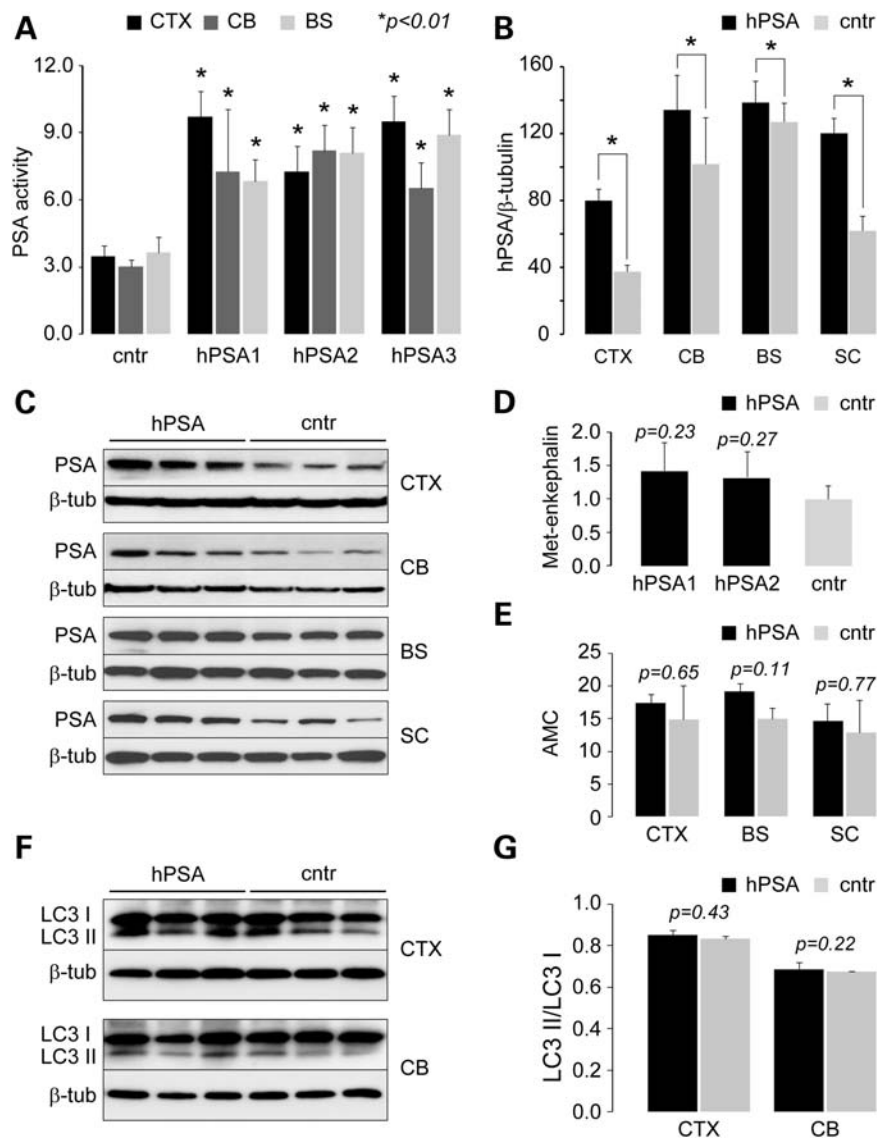 A
CTX CB BS *p<0.01
PSA activity
12.0
9.0
6.0
3.0
0.0
* * * * * * * * *
cntr hPSA1 hPSA2 hPSA3
B
hPSA cntr
hPSA/β-tubulin
160
120
80
40
0
* * * *
CTX CB BS SC
C
hPSA cntr
PSA
β-tub
CTX
PSA
β-tub
CB
PSA
β-tub
BS
PSA
β-tub
SC
D
hPSA cntr
Met-enkephalin
2.0
1.5
1.0
0.5
0.0
p=0.23 p=0.27
hPSA1 hPSA2 cntr
E
hPSA cntr
AMC
25
20
15
10
5
0
p=0.65 p=0.11 p=0.77
CTX BS SC
F
hPSA cntr
LC3 I
LC3 II
β-tub
CTX
LC3 I
LC3 II
β-tub
CB
G
hPSA cntr
LC3 II/LC3 I
1.0
0.8
0.6
0.4
0.2
0.0
p=0.43 p=0.22
CTX CB